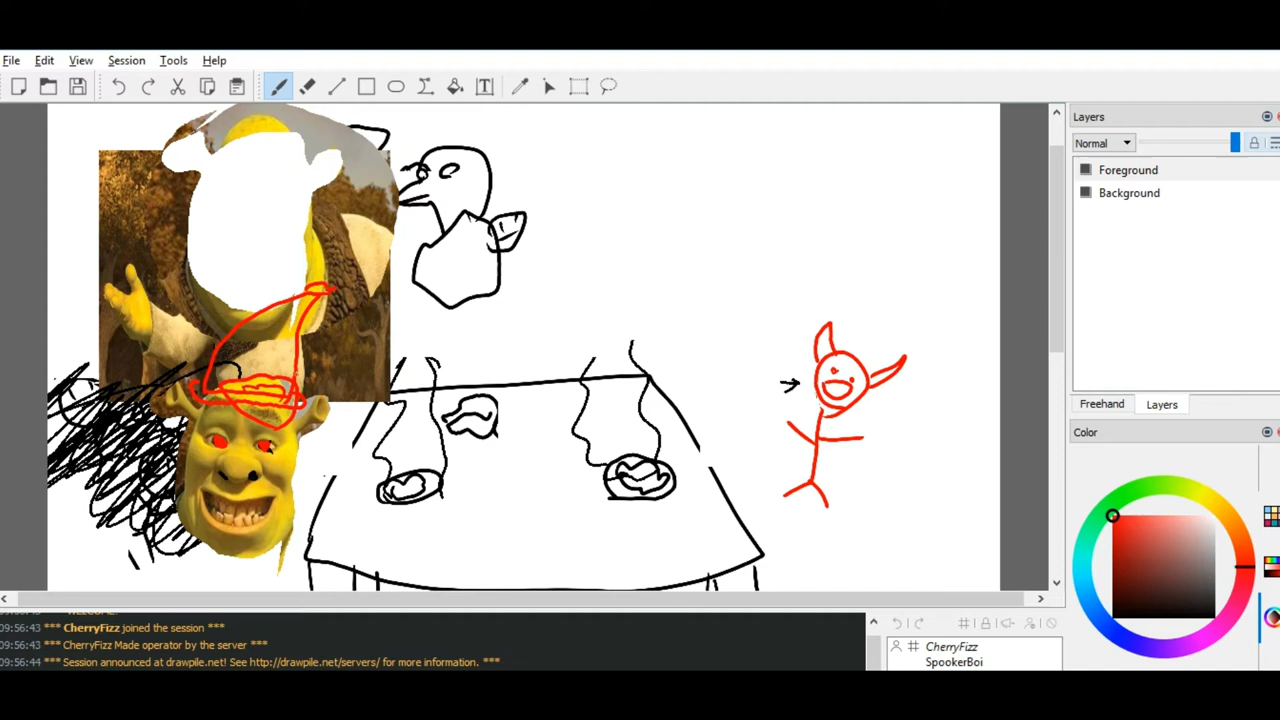 File Edit View Session Tools Help
Layers
Normal
Foreground
Background
Freehand Layers
Color
09:56:43 *** CherryFizz joined the session ***
09:56:43 *** CherryFizz Made operator by the server ***
09:56:44 *** Session announced at drawpile.net! See http://drawpile.net/servers/ for more information. ***
CherryFizz
SpookerBoi